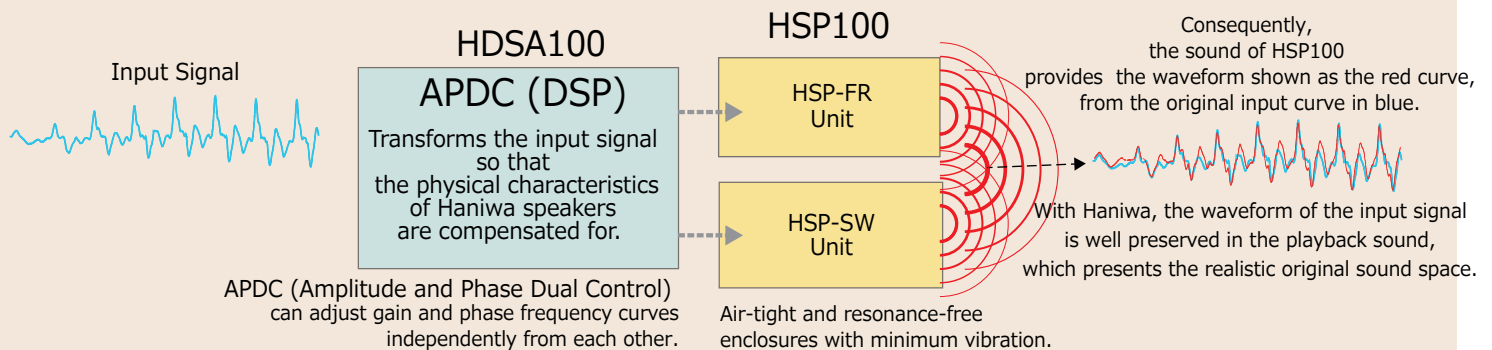 Input Signal
HDSA100
APDC (DSP)
Transforms the input signal
so that
the physical characteristics
of Haniwa speakers
are compensated for.
APDC (Amplitude and Phase Dual Control)
can adjust gain and phase frequency curves
independently from each other.
HSP100
HSP-FR
Unit
HSP-SW
Unit
Air-tight and resonance-free
enclosures with minimum vibration.
Consequently,
the sound of HSP100
provides the waveform shown as the red curve,
from the original input curve in blue.
With Haniwa, the waveform of the input signal
is well preserved in the playback sound,
which presents the realistic original sound space.